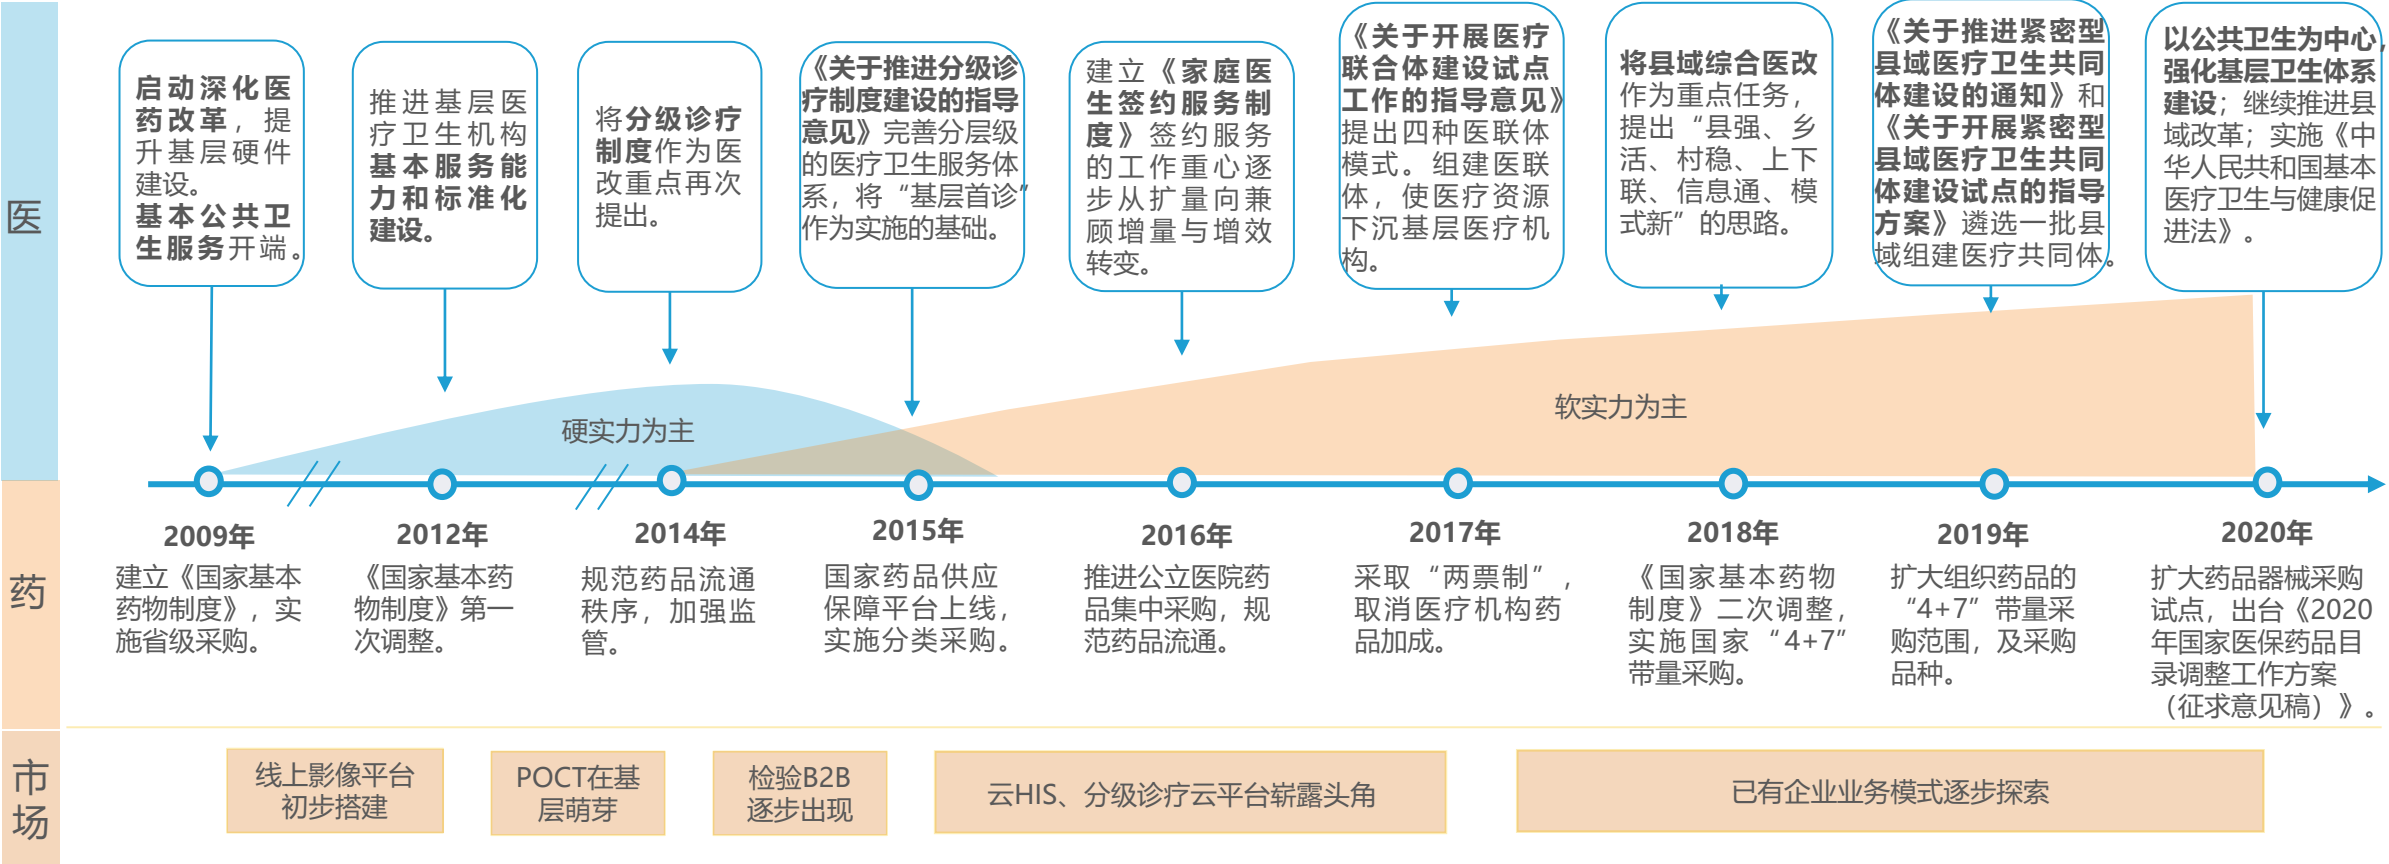 医
启动深化医
药改革，提
升基层硬件
建设。
基本公共卫
生服务开端。
推进基层医
疗卫生机构
基本服务能
力和标准化
建设。
将分级诊疗
制度作为医
改重点再次
提出。
《关于推进分级诊
疗制度建设的指导
意见》完善分层级
的医疗卫生服务体
系，将“基层首诊”
作为实施的基础。
建立《家庭医
生签约服务制
度》签约服务
的工作重心逐
步从扩量向兼
顾增量与增效
转变。
《关于开展医疗
联合体建设试点
工作的指导意见》
提出四种医联体
模式。组建医联
体，使医疗资源
下沉基层医疗机
构。
将县域综合医改
作为重点任务，
提出“县强、乡
活、村稳、上下
联、信息通、模
式新”的思路。
《关于推进紧密型
县域医疗卫生共同
体建设的通知》和
《关于开展紧密型
县域医疗卫生共同
体建设试点的指导
方案》遴选一批县
域组建医疗共同体。
以公共卫生为中心，
强化基层卫生体系
建设；继续推进县
域改革；实施《中
华人民共和国基本
医疗卫生与健康促
进法》。
硬实力为主
软实力为主
药
2009年
建立《国家基本
药物制度》，实
施省级采购。
2012年
《国家基本药
物制度》第一
次调整。
2014年
规范药品流通
秩序，加强监
管。
2015年
国家药品供应
保障平台上线，
实施分类采购。
2016年
推进公立医院药
品集中采购，规
范药品流通。
2017年
采取“两票制”，
取消医疗机构药
品加成。
2018年
《国家基本药物
制度》二次调整，
实施国家“4+7”
带量采购。
2019年
扩大组织药品的
“4+7”带量采
购范围，及采购
品种。
2020年
扩大药品器械采购
试点，出台《2020
年国家医保药品目
录调整工作方案
（征求意见稿）》。
市
场
线上影像平台
初步搭建
POCT在基
层萌芽
检验B2B
逐步出现
云HIS、分级诊疗云平台崭露头角
已有企业业务模式逐步探索